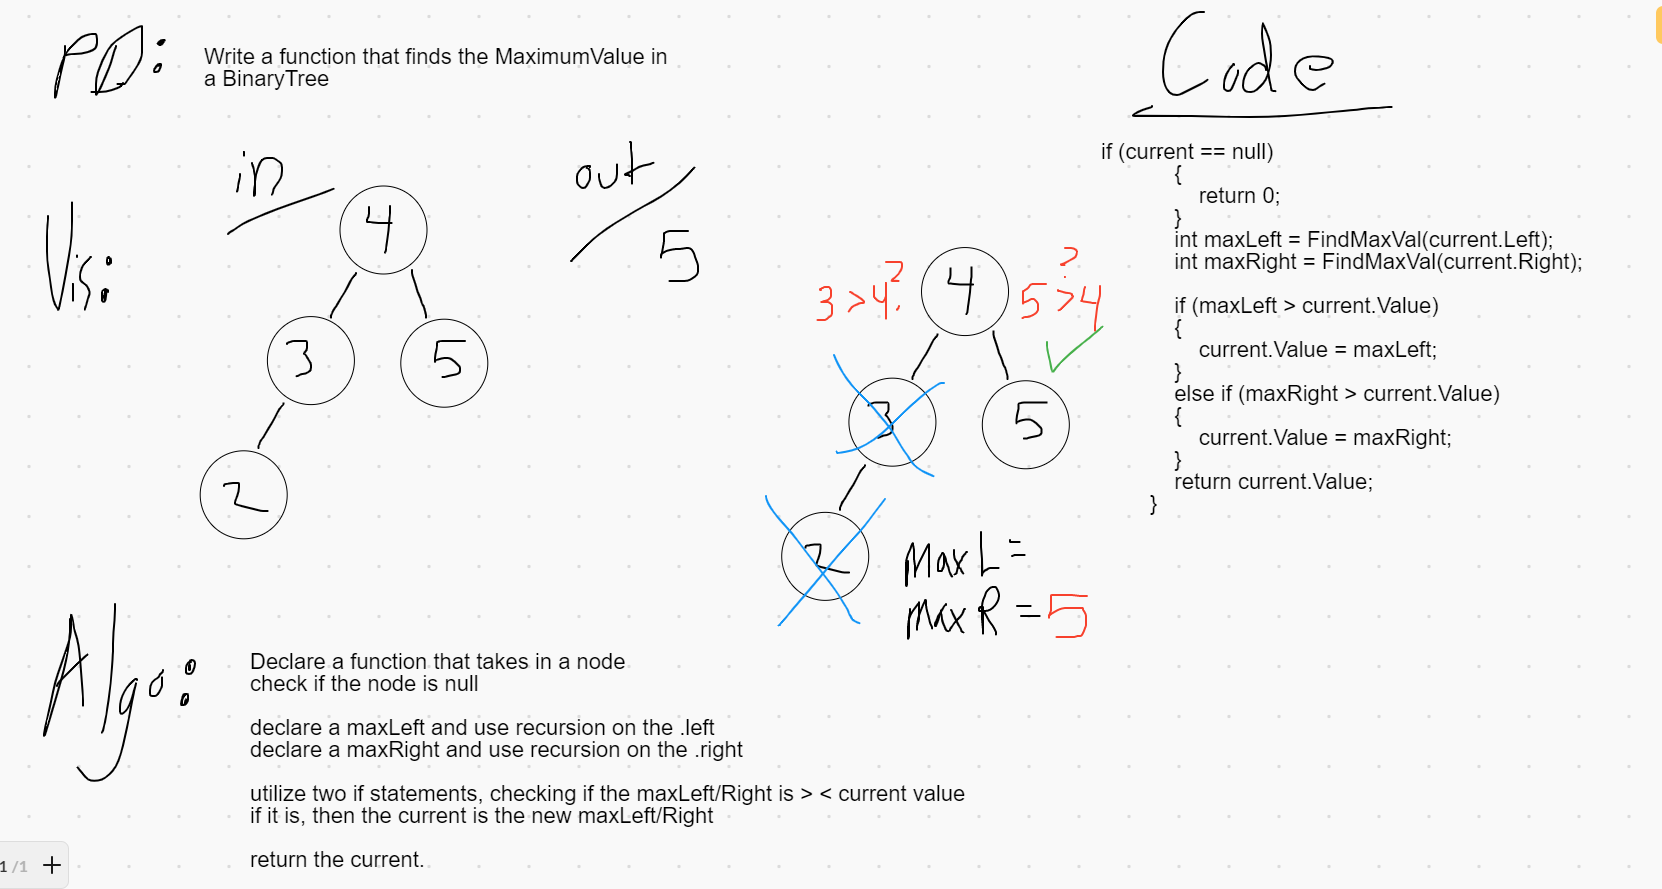 PD:
Write a function that finds the MaximumValue in
a BinaryTree
Vis:
in
4
3
5
2
out
5
3 > 4?
4
5 > 4
?
3
5
2
Max L =
Max R = 5
Algo:
Declare a function that takes in a node
check if the node is null
declare a maxLeft and use recursion on the .left
declare a maxRight and use recursion on the .right
utilize two if statements, checking if the maxLeft/Right is > < current value
if it is, then the current is the new maxLeft/Right
return the current.
Code
if (current == null)
{
return 0;
}
int maxLeft = FindMaxVal(current.Left);
int maxRight = FindMaxVal(current.Right);
if (maxLeft > current.Value)
{
current.Value = maxLeft;
}
else if (maxRight > current.Value)
{
current.Value = maxRight;
}
return current.Value;
}
1 /1 +